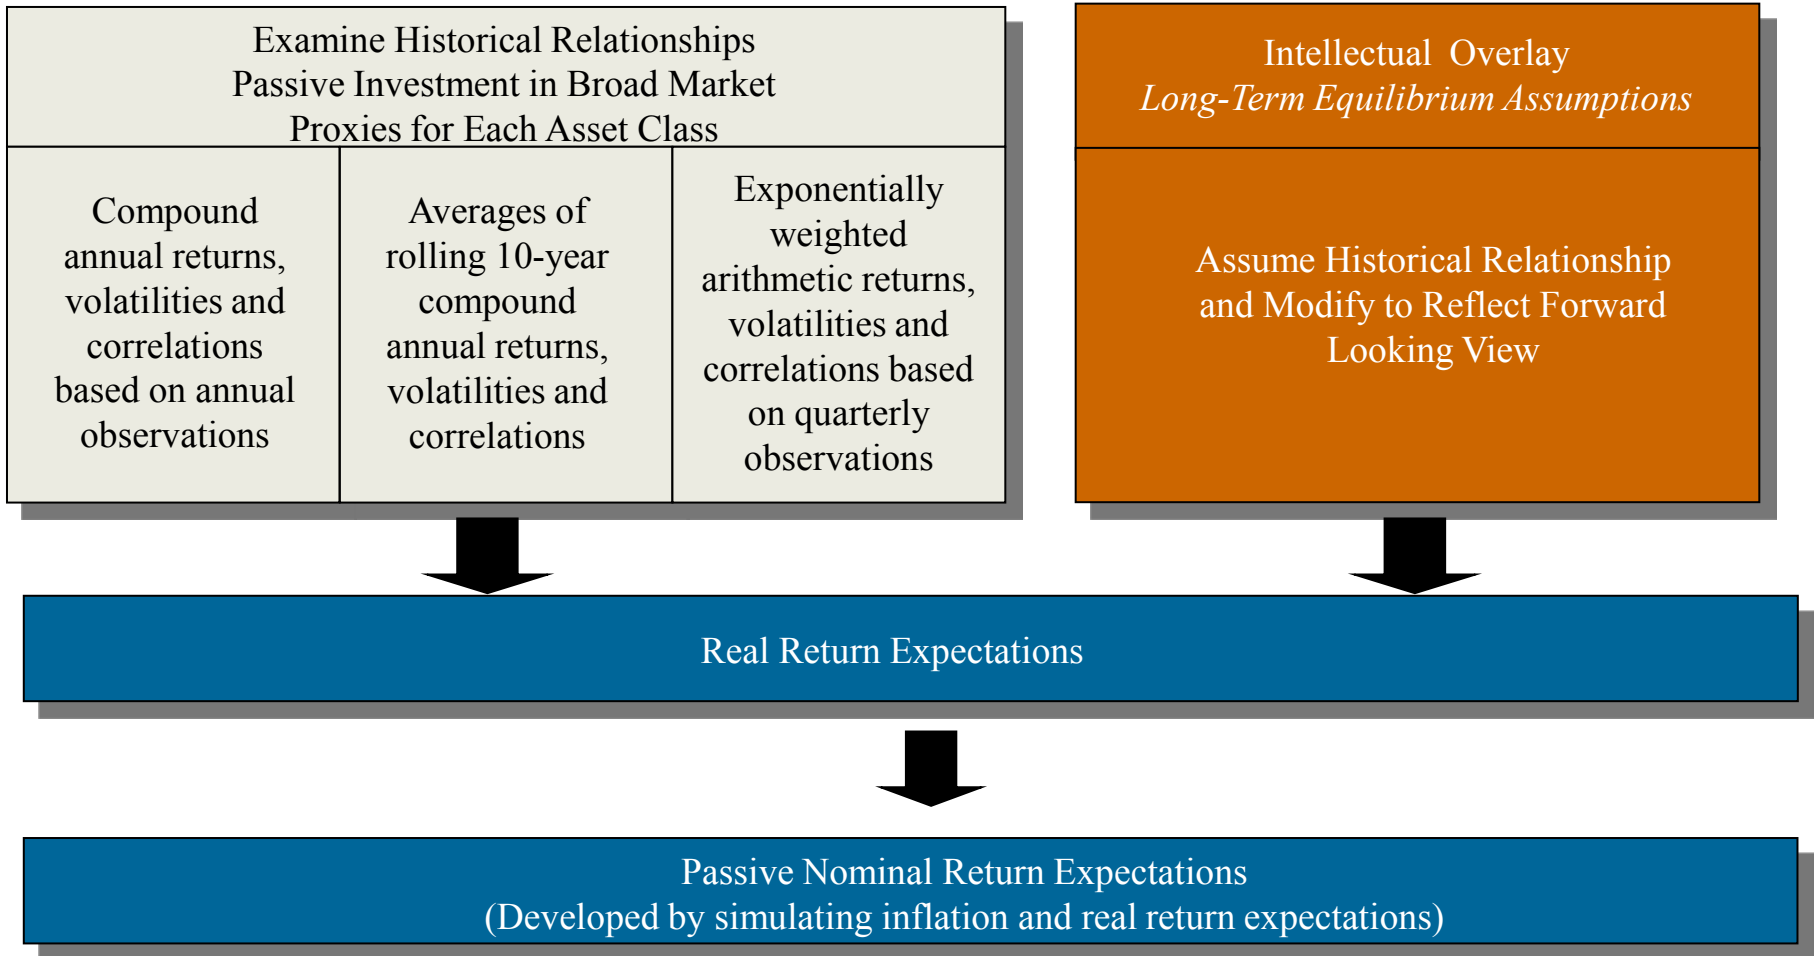 Examine Historical Relationships
Passive Investment in Broad Market
Proxies for Each Asset Class
Compound
annual returns,
volatilities and
correlations
based on annual
observations
Averages of
rolling 10-year
compound
annual returns,
volatilities and
correlations
Exponentially
weighted
arithmetic returns,
volatilities and
correlations based
on quarterly
observations
Intellectual Overlay
Long-Term Equilibrium Assumptions
Assume Historical Relationship
and Modify to Reflect Forward
Looking View
Real Return Expectations
Passive Nominal Return Expectations
(Developed by simulating inflation and real return expectations)